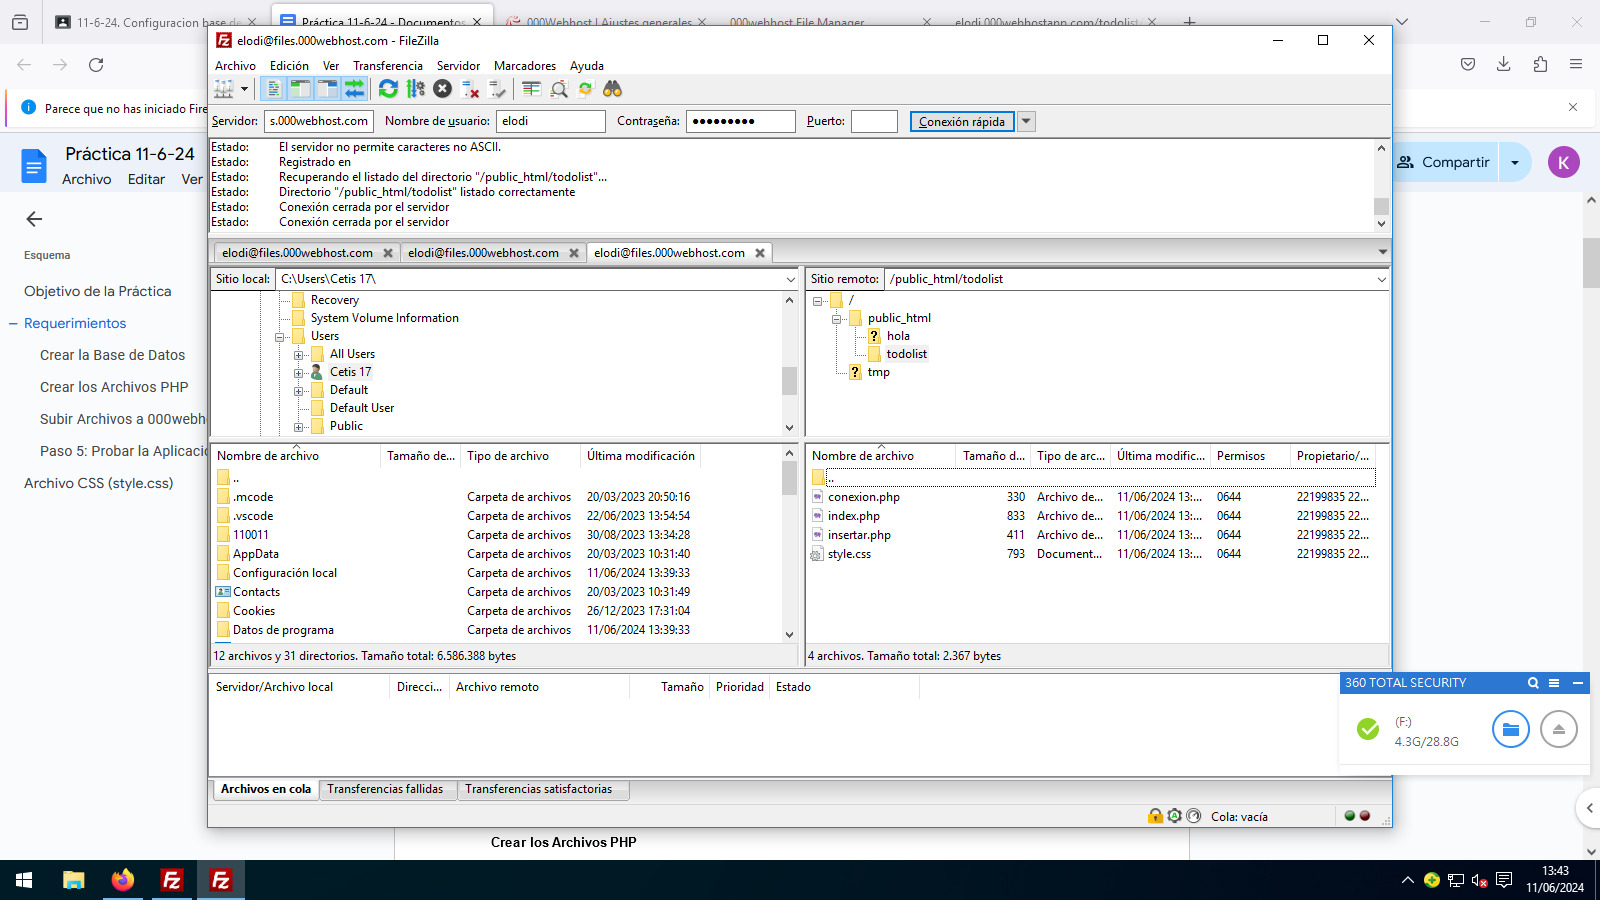 11-6-24. Configuracion base de
Práctica 11-6-24 - Documentos
000Webhost | Ajustes generales
000webhost File Manager
elodi.000webhostapp.com/todolist
elodi@files.000webhost.com - FileZilla
Archivo Edición Ver Transferencia Servidor Marcadores Ayuda
Parece que no has iniciado Fire
Servidor: s.000webhost.com Nombre de usuario: elodi Contraseña: ●●●●●●●●● Puerto: Conexión rápida
Práctica 11-6-24
Archivo Editar Ver
Compartir
K
Estado: El servidor no permite caracteres no ASCII.
Estado: Registrado en
Estado: Recuperando el listado del directorio "/public_html/todolist"...
Estado: Directorio "/public_html/todolist" listado correctamente
Estado: Conexión cerrada por el servidor
Estado: Conexión cerrada por el servidor
Esquema
Objetivo de la Práctica
Requerimientos
Crear la Base de Datos
Crear los Archivos PHP
Subir Archivos a 000webh
Paso 5: Probar la Aplicació
Archivo CSS (style.css)
elodi@files.000webhost.com elodi@files.000webhost.com elodi@files.000webhost.com
Sitio local: C:\Users\Cetis 17\
Recovery
System Volume Information
Users
All Users
Cetis 17
Default
Default User
Public
Sitio remoto: /public_html/todolist
/
public_html
? hola
todolist
? tmp
Nombre de archivo Tamaño de... Tipo de archivo Última modificación
..
.mcode Carpeta de archivos 20/03/2023 20:50:16
.vscode Carpeta de archivos 22/06/2023 13:54:54
110011 Carpeta de archivos 30/08/2023 13:34:28
AppData Carpeta de archivos 20/03/2023 10:31:40
Configuración local Carpeta de archivos 11/06/2024 13:39:33
Contacts Carpeta de archivos 20/03/2023 10:31:49
Cookies Carpeta de archivos 26/12/2023 17:31:04
Datos de programa Carpeta de archivos 11/06/2024 13:39:33
12 archivos y 31 directorios. Tamaño total: 6.586.388 bytes
Nombre de archivo Tamaño d... Tipo de arc... Última modific... Permisos Propietario/...
..
conexion.php 330 Archivo de... 11/06/2024 13:... 0644 22199835 22...
index.php 833 Archivo de... 11/06/2024 13:... 0644 22199835 22...
insertar.php 411 Archivo de... 11/06/2024 13:... 0644 22199835 22...
style.css 793 Document... 11/06/2024 13:... 0644 22199835 22...
4 archivos. Tamaño total: 2.367 bytes
Servidor/Archivo local Direcci... Archivo remoto Tamaño Prioridad Estado
360 TOTAL SECURITY
(F:)
4.3G/28.8G
Archivos en cola Transferencias fallidas Transferencias satisfactorias
Cola: vacía
Crear los Archivos PHP
13:43
11/06/2024